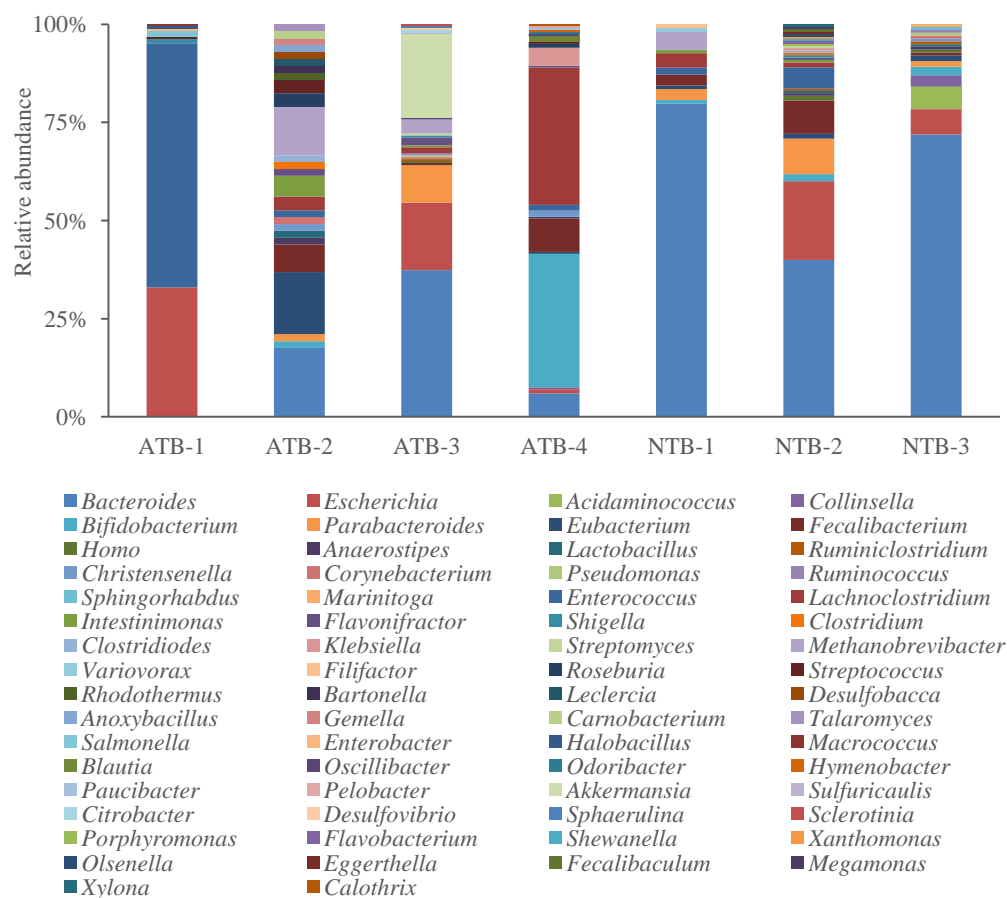 100%
75%
50%
25%
0%
Relative abundance
ATB-1 ATB-2 ATB-3 ATB-4 NTB-1 NTB-2 NTB-3
Bacteroides Escherichia Acidaminococcus Collinsella
Bifidobacterium Parabacteroides Eubacterium Fecalibacterium
Homo Anaerostipes Lactobacillus Ruminiclostridium
Christensenella Corynebacterium Pseudomonas Ruminococcus
Sphingorhabdus Marinitoga Enterococcus Lachnoclostridium
Intestinimonas Flavonifractor Shigella Clostridium
Clostridiodes Klebsiella Streptomyces Methanobrevibacter
Variovorax Filifactor Roseburia Streptococcus
Rhodothermus Bartonella Leclercia Desulfobacca
Anoxybacillus Gemella Carnobacterium Talaromyces
Salmonella Enterobacter Halobacillus Macrococcus
Blautia Oscillibacter Odoribacter Hymenobacter
Paucibacter Pelobacter Akkermansia Sulfuricaulis
Citrobacter Desulfovibrio Sphaerulina Sclerotinia
Porphyromonas Flavobacterium Shewanella Xanthomonas
Olsenella Eggerthella Fecalibaculum Megamonas
Xylona Calothrix